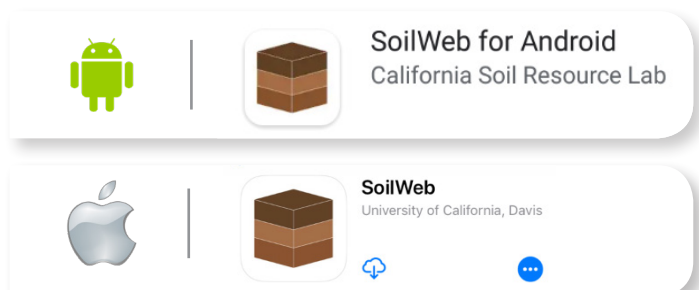 SoilWeb for Android
California Soil Resource Lab
SoilWeb
University of California, Davis